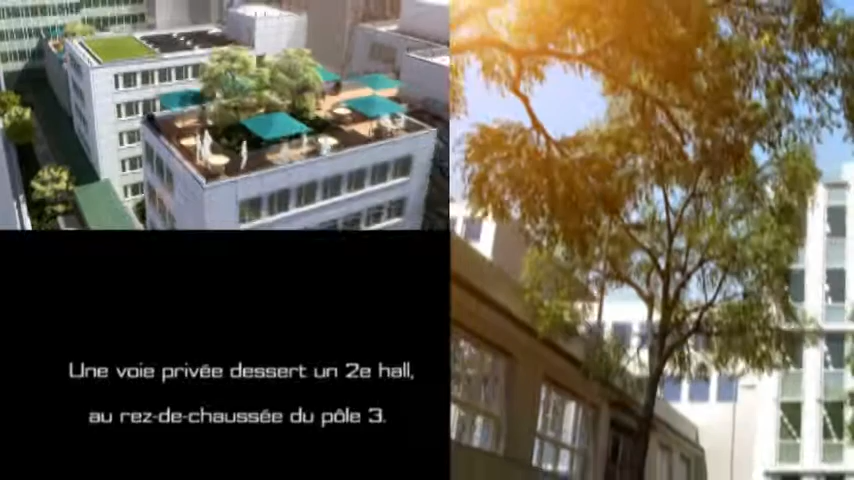 Une voie privée dessert un 2e hall,
au rez-de-chaussée du pôle 3.